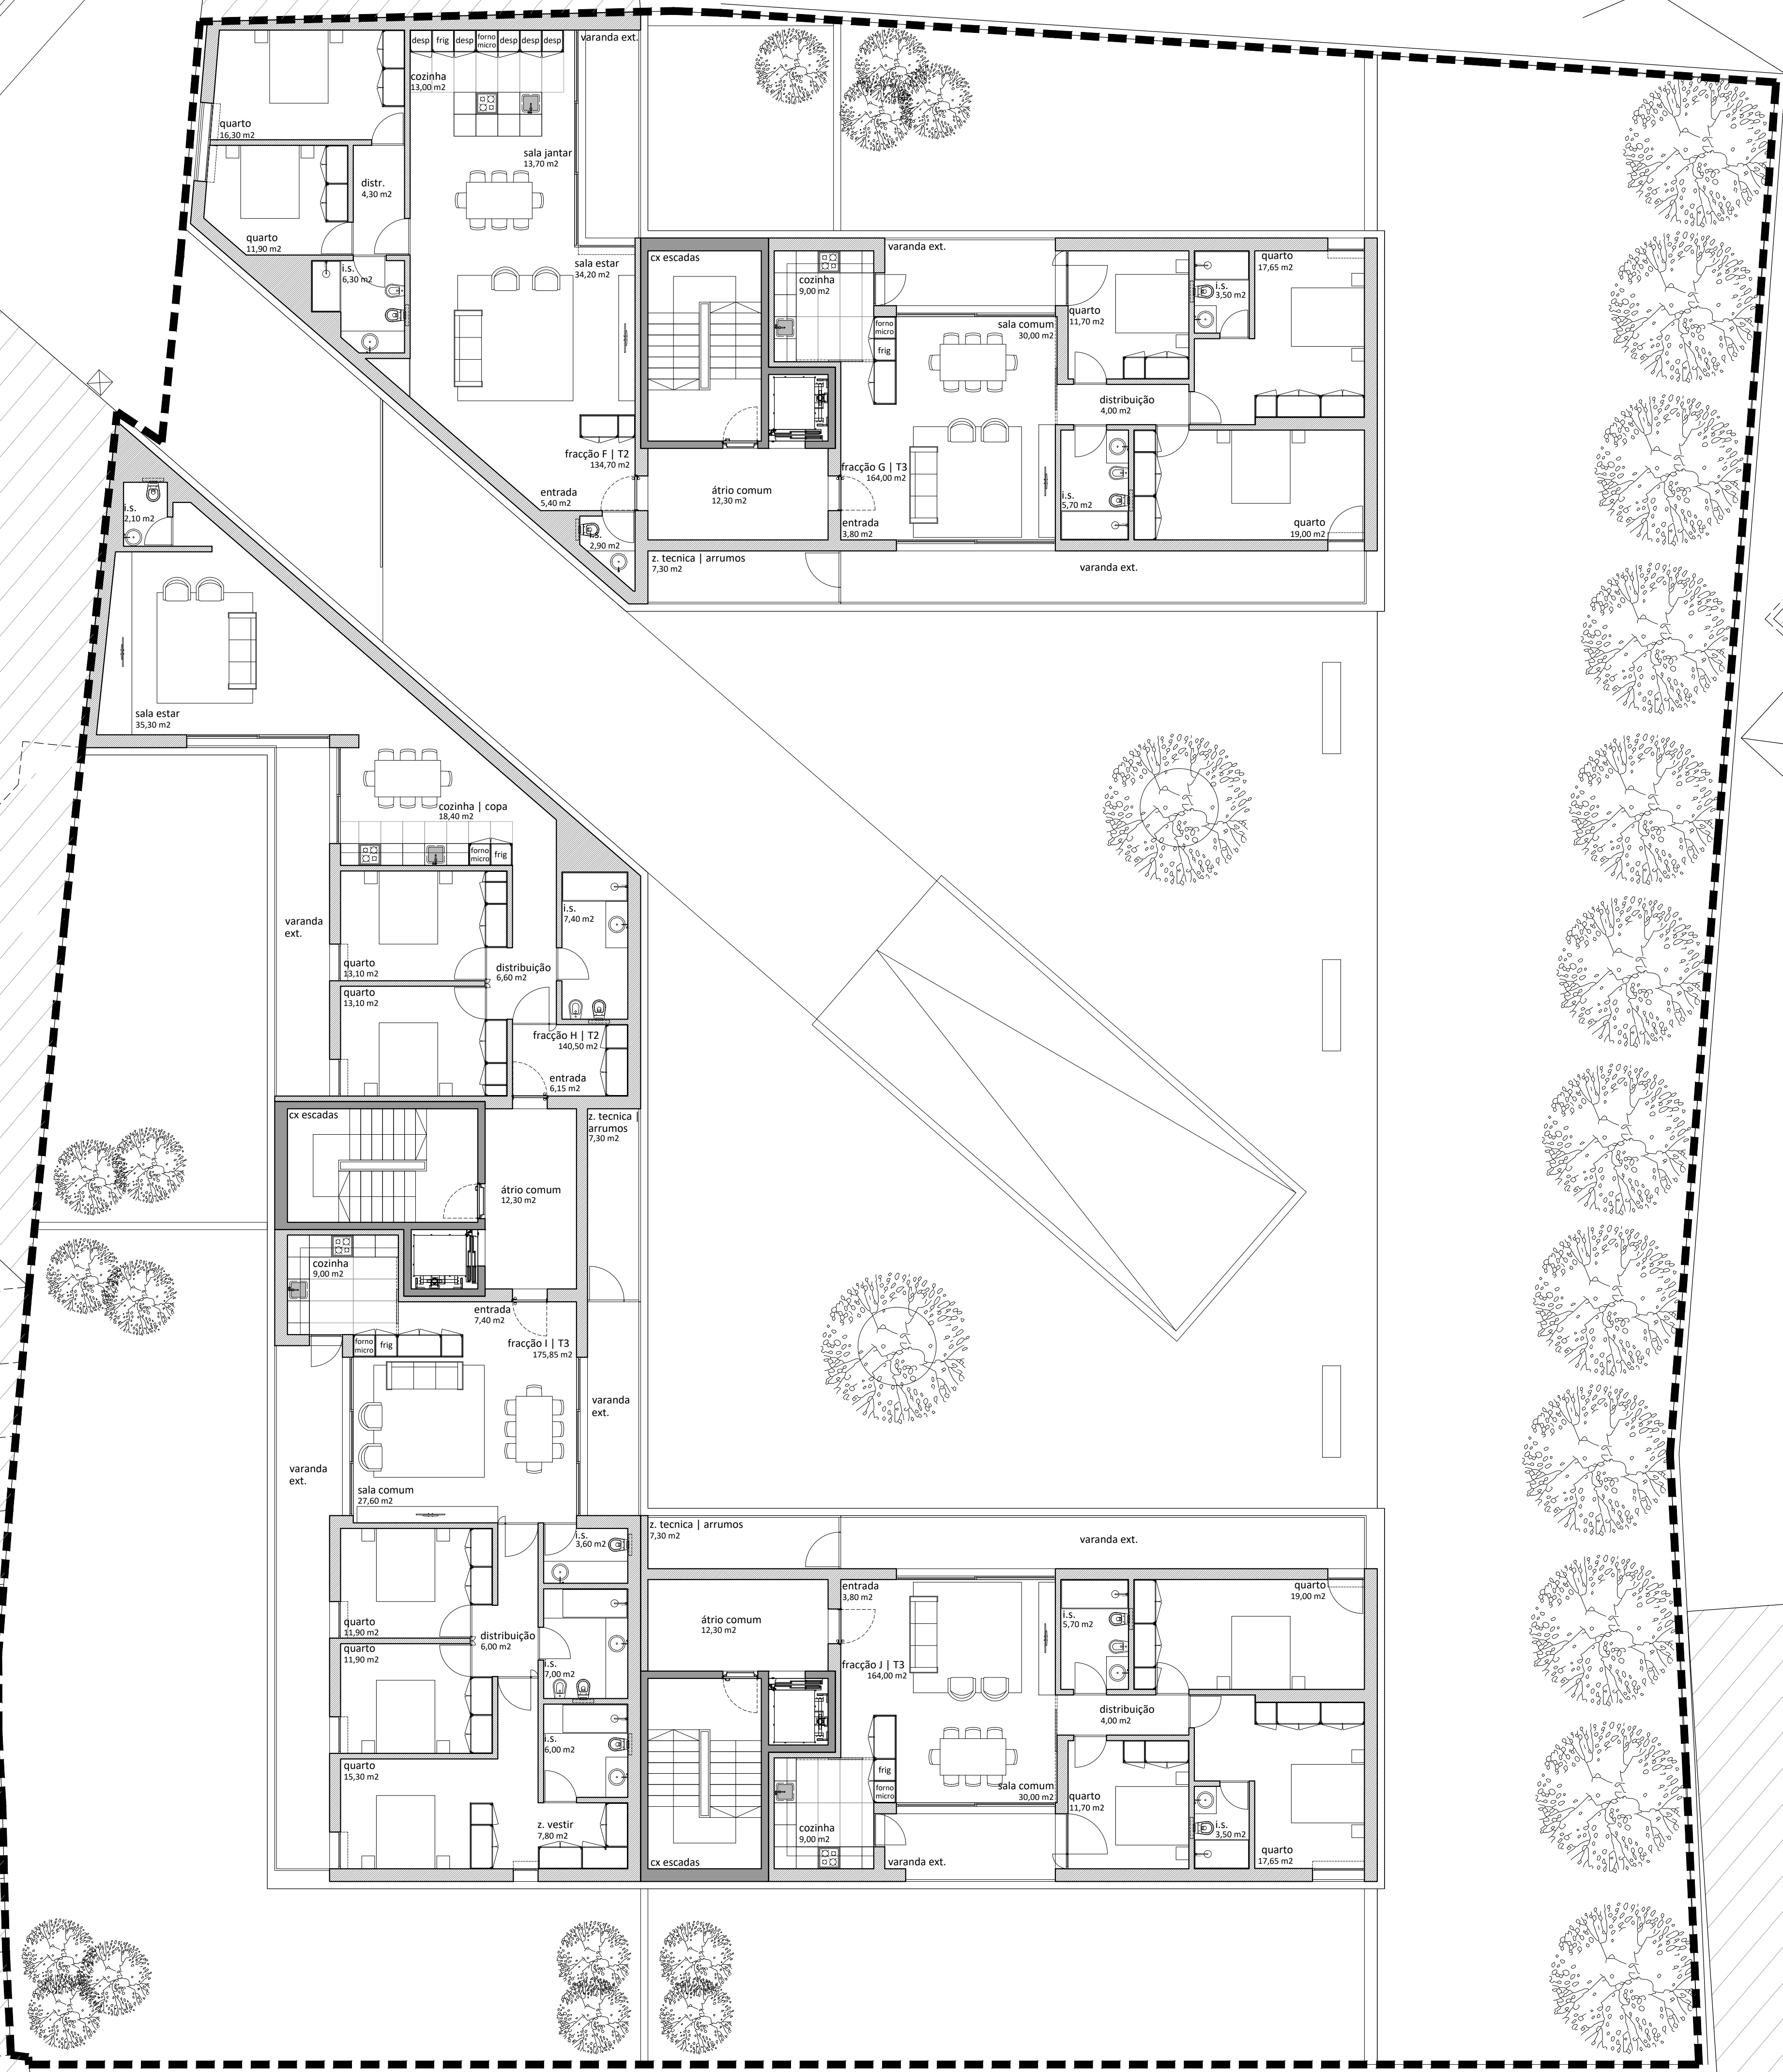 desp
frig
desp
forno
micro
desp
desp
desp
varanda ext.
cozinha
13,00 m2
quarto
16,30 m2
sala jantar
13,70 m2
distr.
4,30 m2
quarto
11,90 m2
i.s.
6,30 m2
sala estar
34,20 m2
fracção F | T2
134,70 m2
entrada
5,40 m2
i.s.
2,90 m2
cx escadas
átrio comum
12,30 m2
z. tecnica | arrumos
7,30 m2
cozinha
9,00 m2
varanda ext.
forno
micro
frig
sala comum
30,00 m2
quarto
11,70 m2
i.s.
3,50 m2
quarto
17,65 m2
distribuição
4,00 m2
fracção G | T3
164,00 m2
entrada
3,80 m2
i.s.
5,70 m2
quarto
19,00 m2
varanda ext.
i.s.
2,10 m2
sala estar
35,30 m2
cozinha | copa
18,40 m2
forno
micro
frig
varanda
ext.
i.s.
7,40 m2
quarto
13,10 m2
distribuição
6,60 m2
quarto
13,10 m2
fracção H | T2
140,50 m2
entrada
6,15 m2
cx escadas
z. tecnica |
arrumos
7,30 m2
átrio comum
12,30 m2
cozinha
9,00 m2
entrada
7,40 m2
forno
micro
frig
fracção I | T3
175,85 m2
varanda
ext.
varanda
ext.
sala comum
27,60 m2
i.s.
3,60 m2
quarto
11,90 m2
distribuição
6,00 m2
quarto
11,90 m2
i.s.
7,00 m2
i.s.
6,00 m2
quarto
15,30 m2
z. vestir
7,80 m2
z. tecnica | arrumos
7,30 m2
varanda ext.
entrada
3,80 m2
átrio comum
12,30 m2
i.s.
5,70 m2
quarto
19,00 m2
fracção J | T3
164,00 m2
distribuição
4,00 m2
frig
forno
micro
sala comum
30,00 m2
quarto
11,70 m2
cozinha
9,00 m2
i.s.
3,50 m2
quarto
17,65 m2
cx escadas
varanda ext.